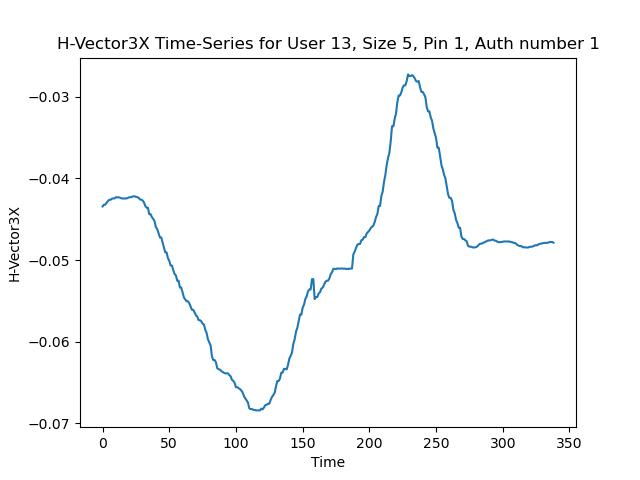 H-Vector3X Time-Series for User 13, Size 5, Pin 1, Auth number 1
−0.03
−0.04
−0.05
−0.06
−0.07
H-Vector3X
0 50 100 150 200 250 300 350
Time